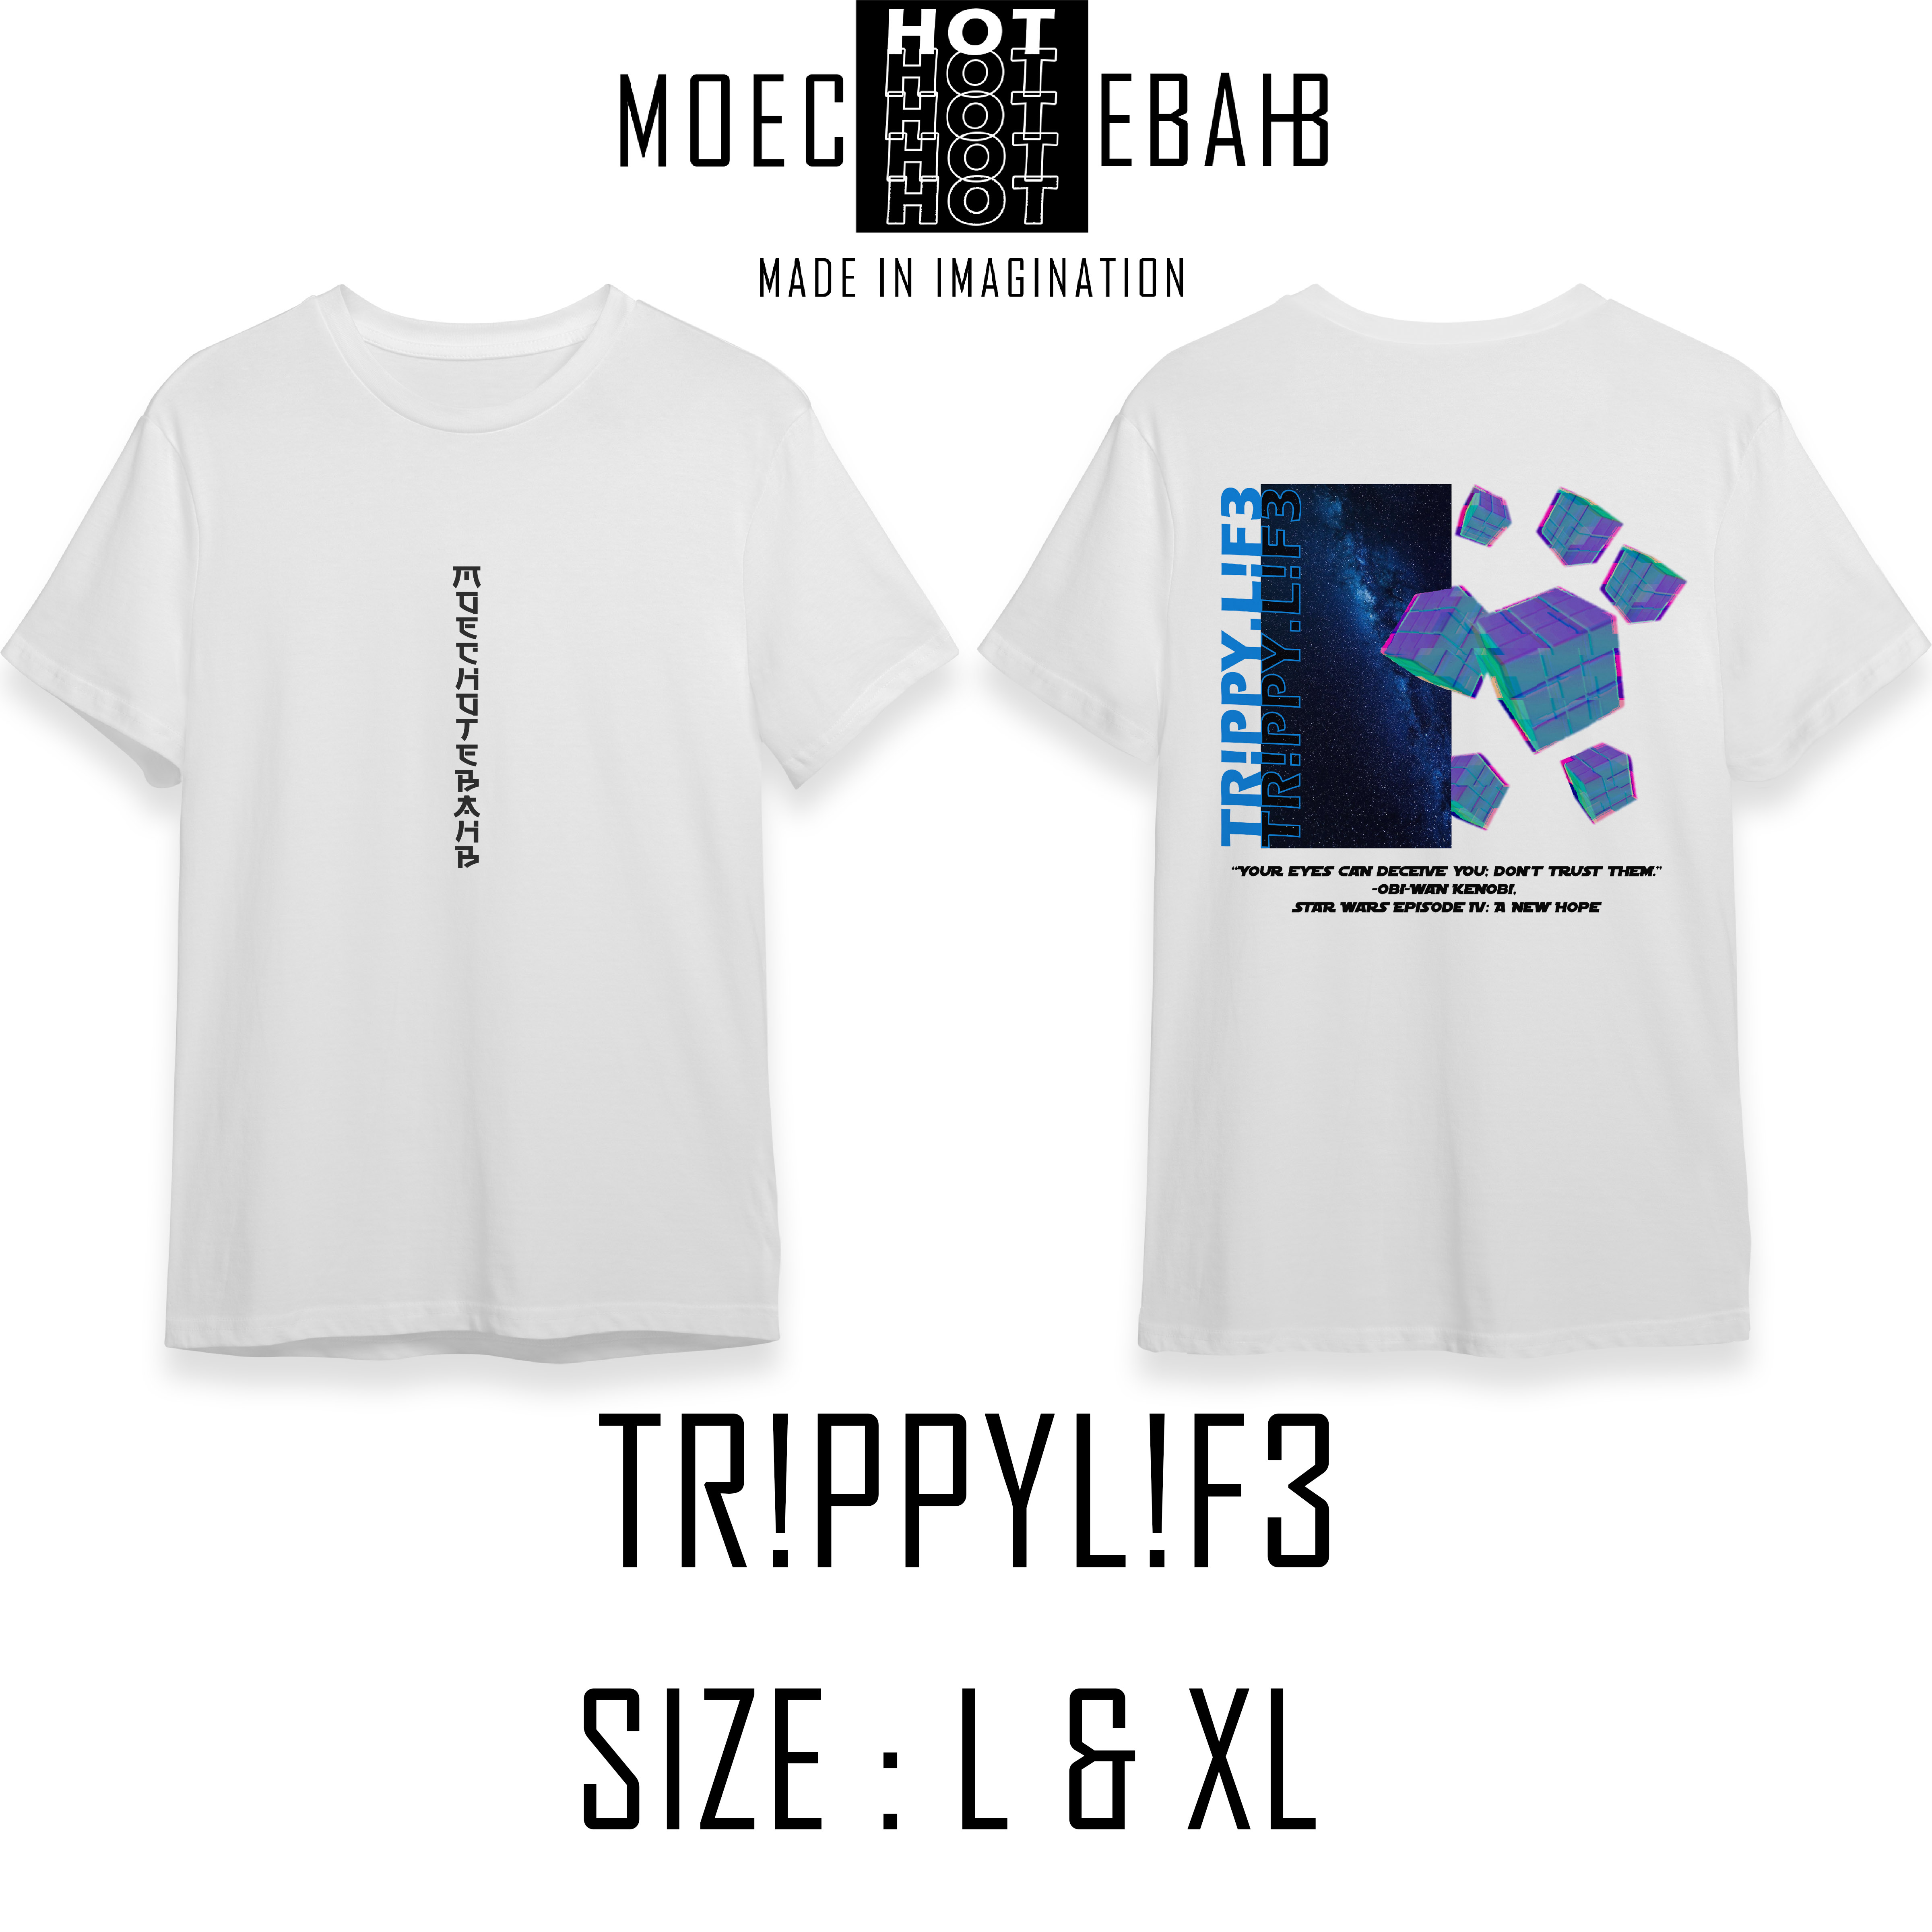 MOEC HOT EBAHB
HOT
HOT
HOT
HOT
MADE IN IMAGINATION
MOECHOTEBAHB
TR!PPY.L!F3
TR!PPY.L!F3
“YOUR EYES CAN DECEIVE YOU; DON'T TRUST THEM.”
-OBI-WAN KENOBI,
STAR WARS EPISODE IV: A NEW HOPE
TR!PPYL!F3
SIZE : L & XL